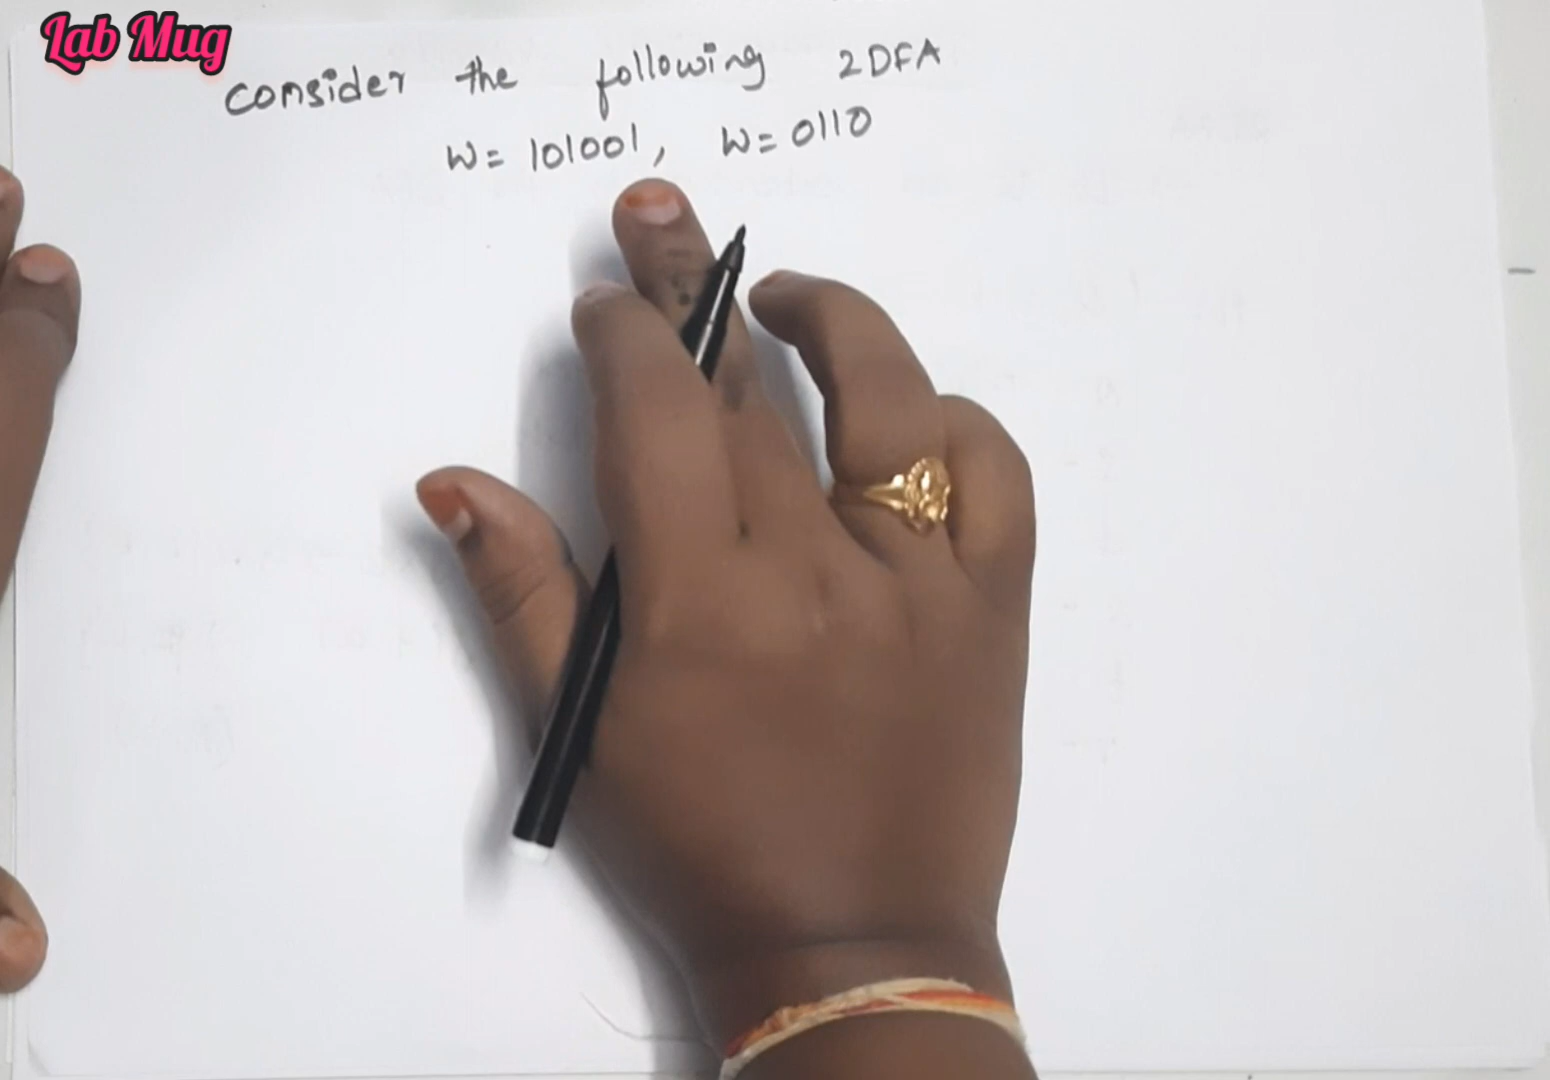 Lab Mug
Consider the following 2DFA
W = 101001, W = 0110